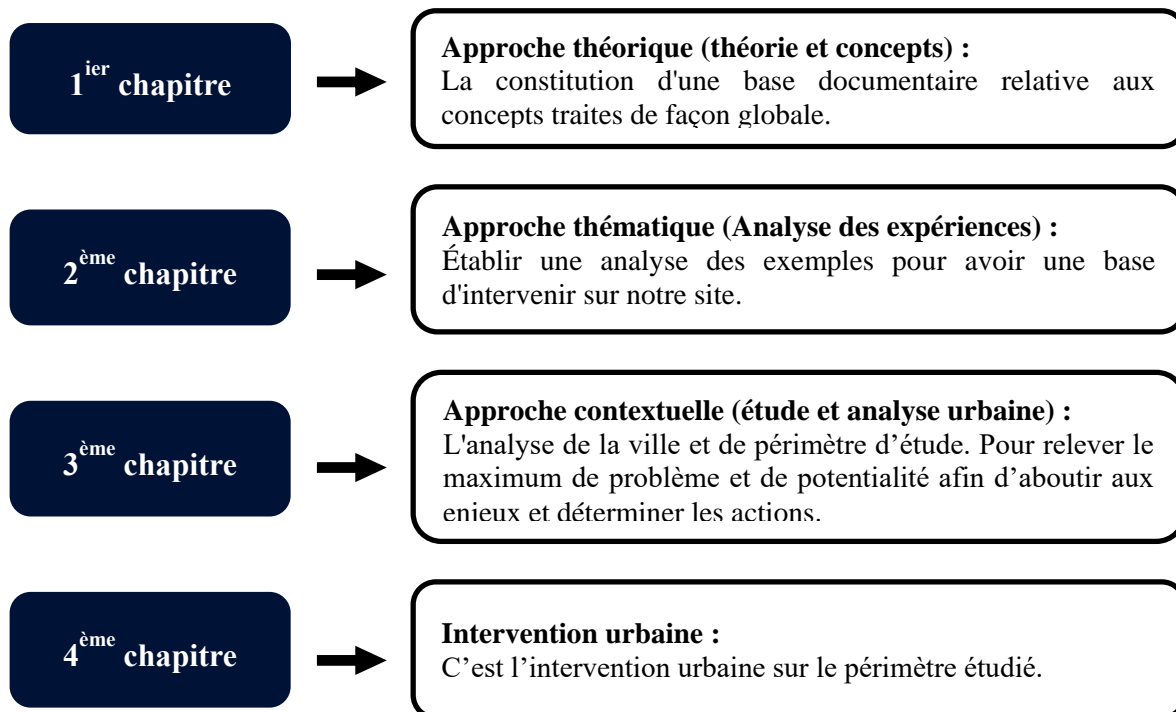 1ier chapitre
Approche théorique (théorie et concepts) :
La constitution d'une base documentaire relative aux
concepts traites de façon globale.
2ème chapitre
Approche thématique (Analyse des expériences) :
Établir une analyse des exemples pour avoir une base
d'intervenir sur notre site.
3ème chapitre
Approche contextuelle (étude et analyse urbaine) :
L'analyse de la ville et de périmètre d’étude. Pour relever le
maximum de problème et de potentialité afin d’aboutir aux
enjeux et déterminer les actions.
4ème chapitre
Intervention urbaine :
C’est l’intervention urbaine sur le périmètre étudié.